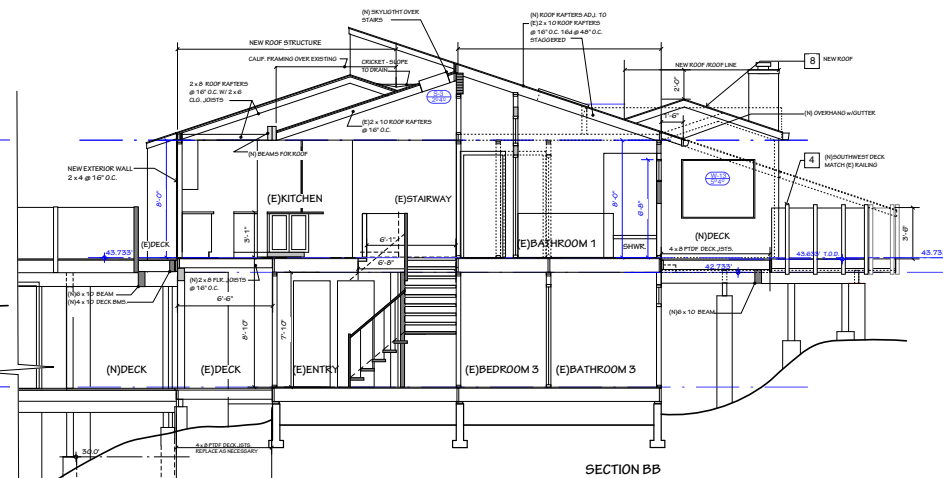 (N) SKYLIGTHT OVER
STAIRS
(N) ROOF RAFTERS ADJ. TO
(E)2 x 10 ROOF RAFTERS
@ 16" O.C. 16d @ 48" O.C.
STAGGERED
NEW ROOF STRUCTURE
CALIF. FRAMING OVER EXISTING
CRICKET - SLOPE
TO DRAIN
NEW ROOF /ROOF LINE
8 NEW ROOF
2 x 8 ROOF RAFTERS
@ 16" O.C. W/ 2 x 8
CLG. JOISTS
2'-0"
1'-6"
(E)2 x 10 ROOF RAFTERS
@ 16" O.C.
(N) OVERHANG w/GUTTER
(N) BEAMS FOR ROOF
NEW EXTERIOR WALL
2 x 4 @ 16" O.C.
4 (N)SOUTHWEST DECK
MATCH (E) RAILING
W-13
8'-0"
(E)KITCHEN
(E)STAIRWAY
8'-0"
6'-8"
3'-1"
6'-1"
6'-8"
(E)DECK
(E)BATHROOM 1
SHWR.
(N)DECK
4 x 8 PTDF DECK JSTS.
3'-6"
43.733'
43.633' T.O.D.
43.73
42.733'
(N)2 x 8 FLR. JOISTS
@ 16" O.C.
(N)6 x 10 BEAM
(N)4 x 10 DECK BMS
6'-6"
8'-10"
7'-10"
(N)6 x 10 BEAM
(N)DECK
(E)DECK
(E)ENTRY
(E)BEDROOM 3
(E)BATHROOM 3
4 x 8 PTDF DECK JSTS.
REPLACE AS NECESSARY
30.0'
SECTION BB